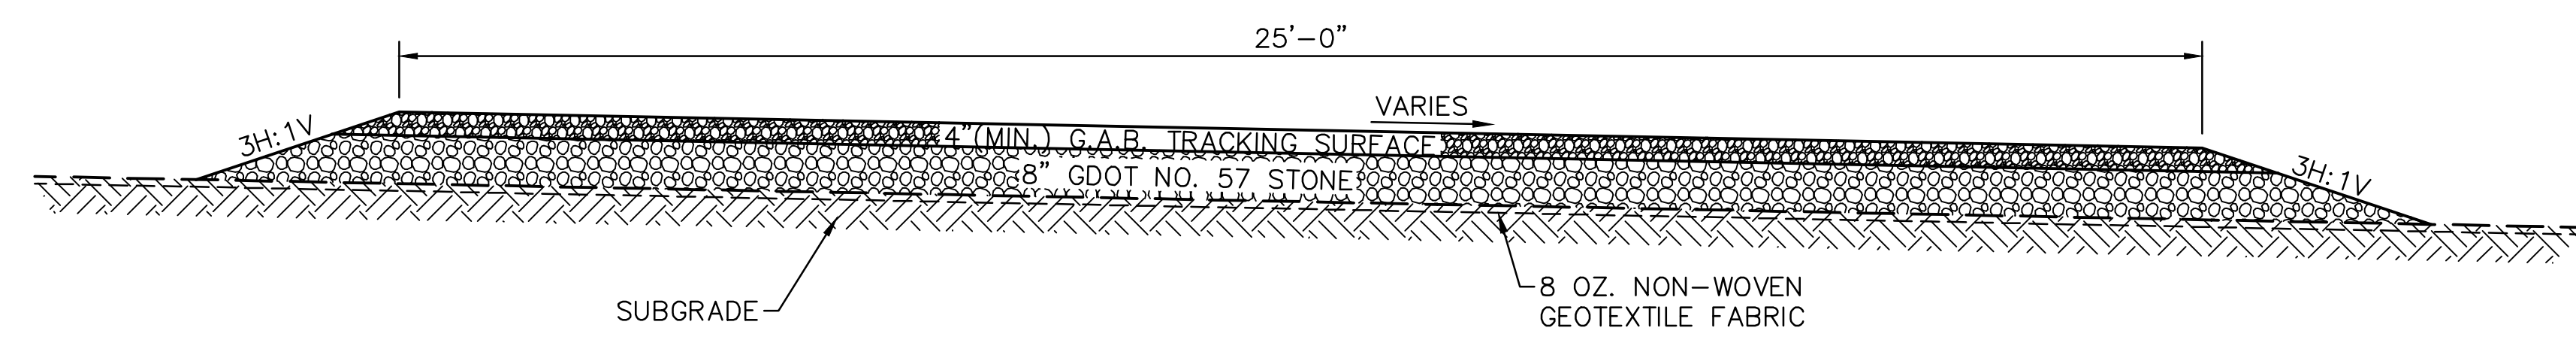 25'-0"
VARIES
3H:1V
4"(MIN.) G.A.B. TRACKING SURFACE
8" GDOT NO. 57 STONE
3H:1V
SUBGRADE
8 OZ. NON-WOVEN
GEOTEXTILE FABRIC